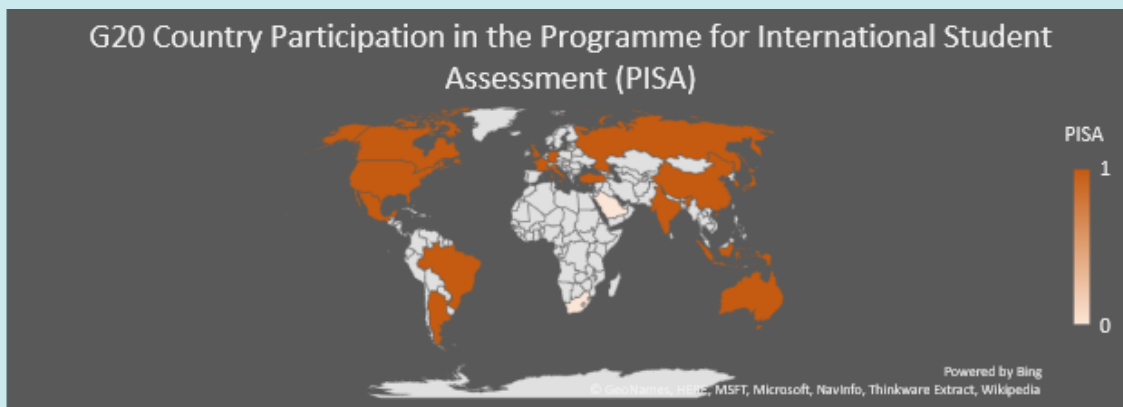 G20 Country Participation in the Programme for International Student
Assessment (PISA)
PISA
1
0
Powered by Bing
© GeoNames, HERE, MSFT, Microsoft, NavInfo, Thinkware Extract, Wikipedia